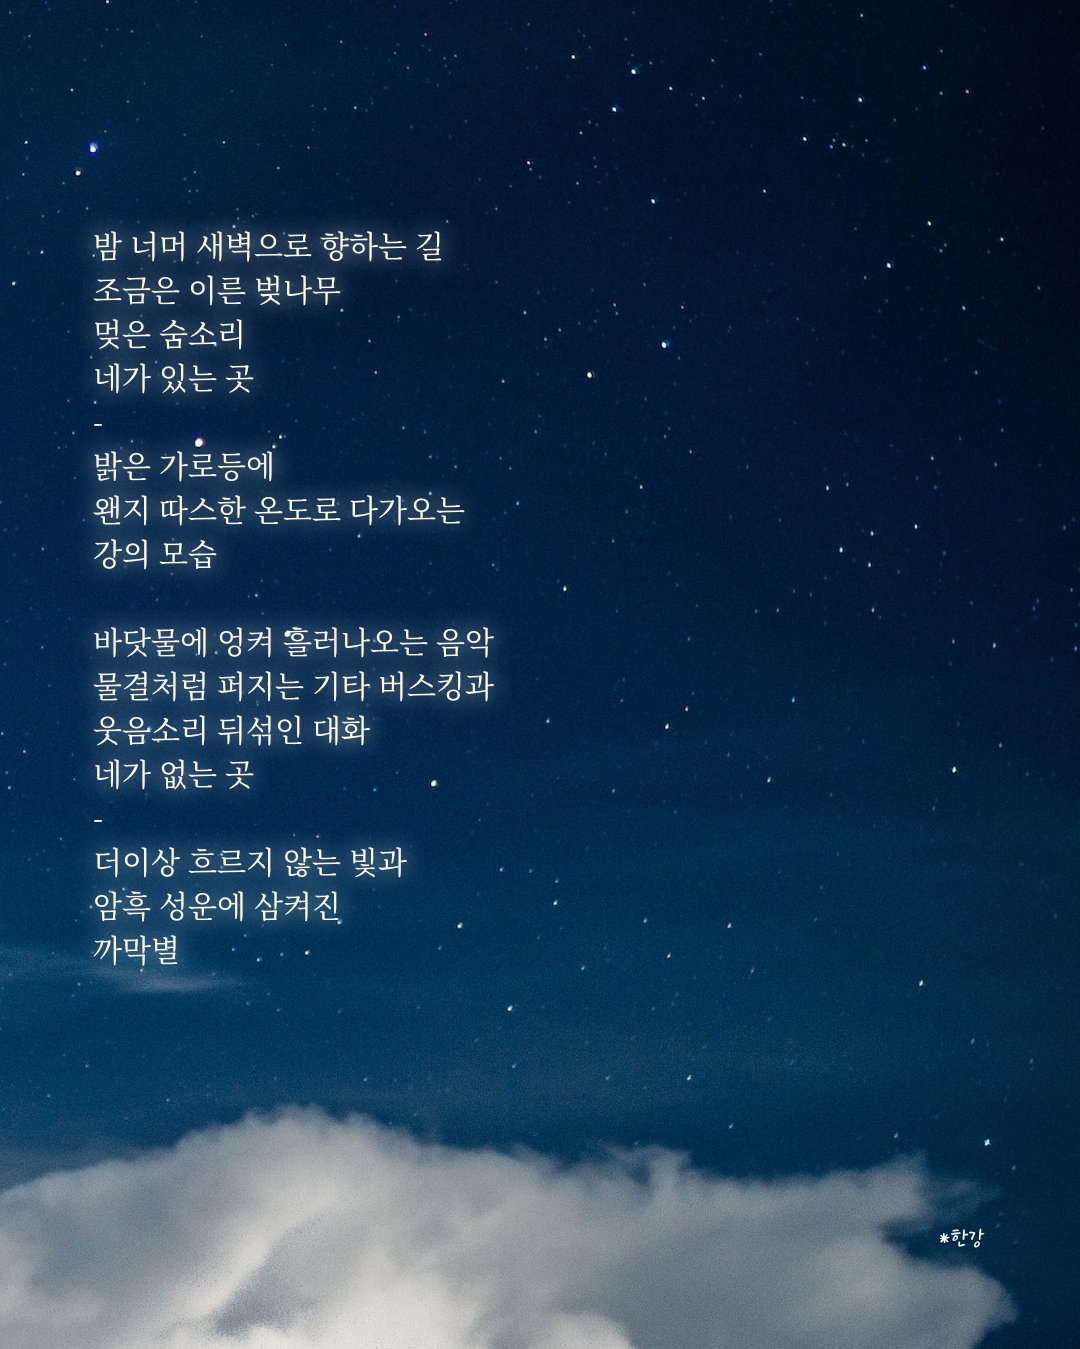 밤 너머 새벽으로 향하는 길
조금은 이른 벚나무
멎은 숨소리
네가 있는 곳
-
밝은 가로등에
왠지 따스한 온도로 다가오는
강의 모습
바닷물에 엉켜 흘러나오는 음악
물결처럼 퍼지는 기타 버스킹과
웃음소리 뒤섞인 대화
네가 없는 곳
-
더이상 흐르지 않는 빛과
암흑 성운에 삼켜진
까막별
*한강